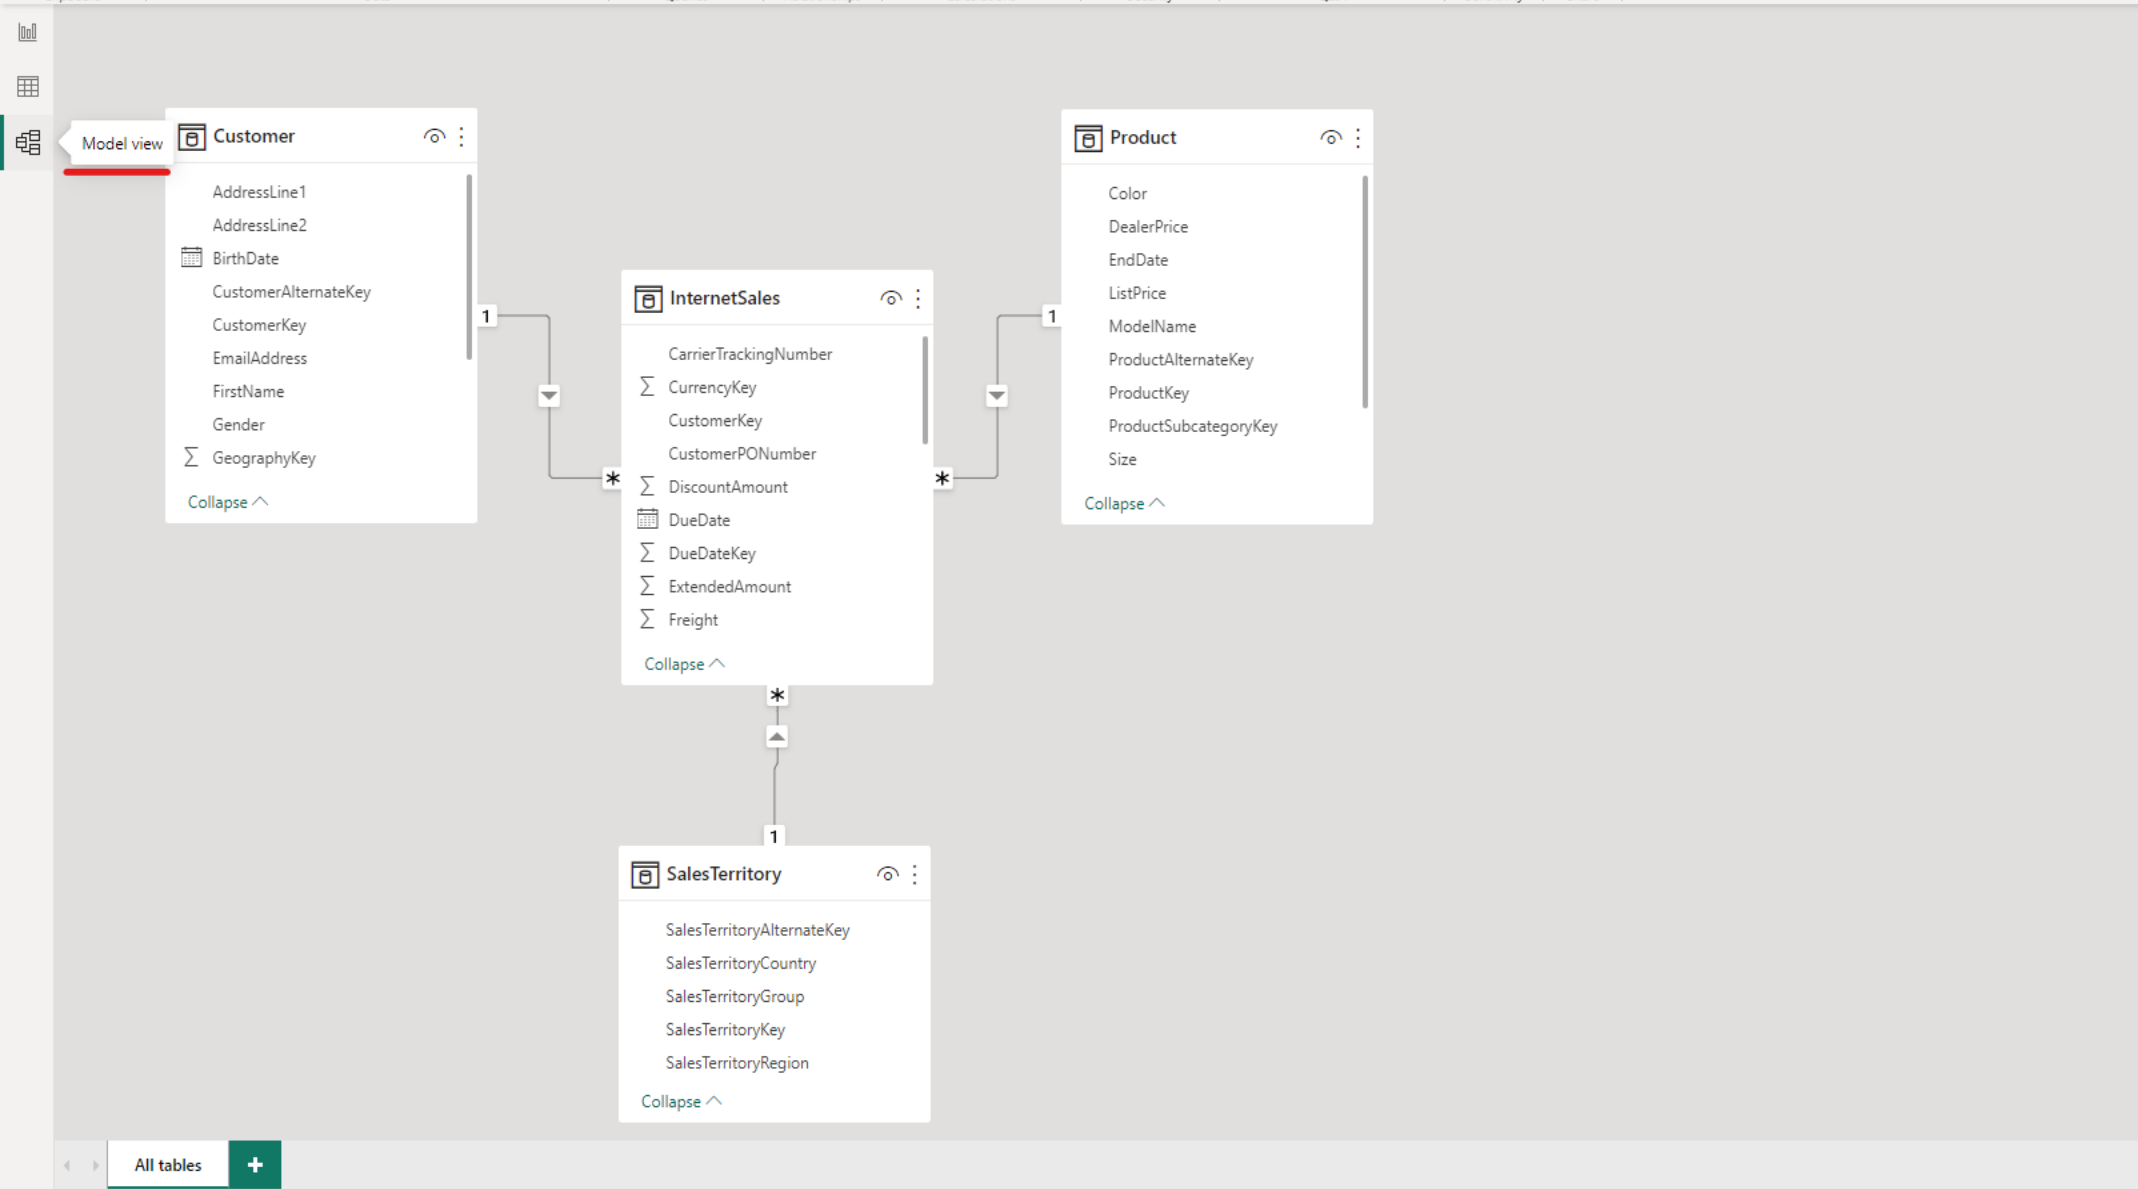 Model view
Customer
AddressLine1
AddressLine2
BirthDate
CustomerAlternateKey
CustomerKey
EmailAddress
FirstName
Gender
GeographyKey
Collapse
1
*
InternetSales
CarrierTrackingNumber
CurrencyKey
CustomerKey
CustomerPONumber
DiscountAmount
DueDate
DueDateKey
ExtendedAmount
Freight
Collapse
*
1
Product
Color
DealerPrice
EndDate
ListPrice
ModelName
ProductAlternateKey
ProductKey
ProductSubcategoryKey
Size
Collapse
*
1
SalesTerritory
SalesTerritoryAlternateKey
SalesTerritoryCountry
SalesTerritoryGroup
SalesTerritoryKey
SalesTerritoryRegion
Collapse
All tables
+